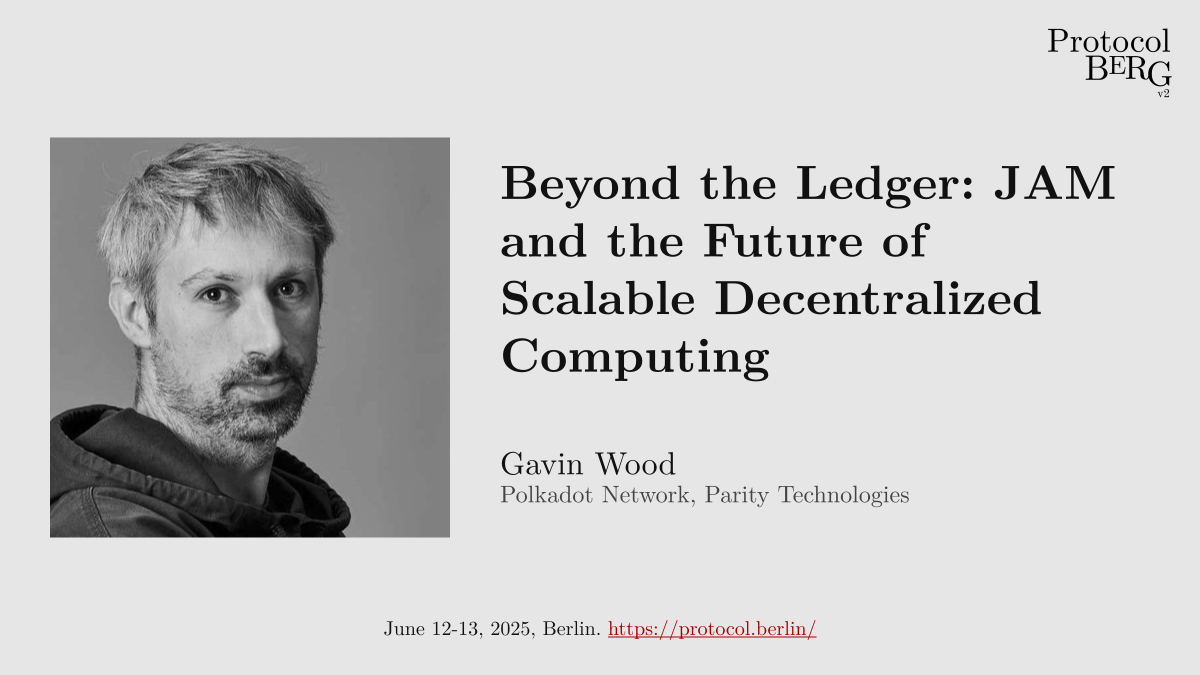 Protocol
BERG
v2
Beyond the Ledger: JAM
and the Future of
Scalable Decentralized
Computing
Gavin Wood
Polkadot Network, Parity Technologies
June 12-13, 2025, Berlin. https://protocol.berlin/